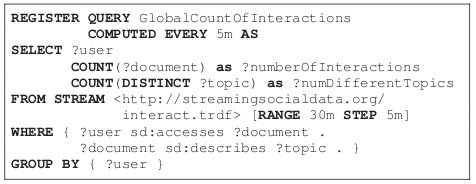 REGISTER QUERY GlobalCountOfInteractions
COMPUTED EVERY 5m AS
SELECT ?user
COUNT(?document) as ?numberOfInteractions
COUNT(DISTINCT ?topic) as ?numDifferentTopics
FROM STREAM <http://streamingsocialdata.org/
interact.trdf> [RANGE 30m STEP 5m]
WHERE { ?user sd:accesses ?document .
?document sd:describes ?topic . }
GROUP BY { ?user }